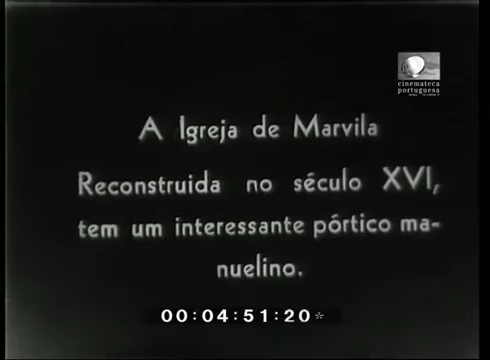 cinemateca
portuguesa
A Igreja de Marvila
Reconstruida no século XVI,
tem um interessante pórtico ma-
nuelino.
00:04:51:20*